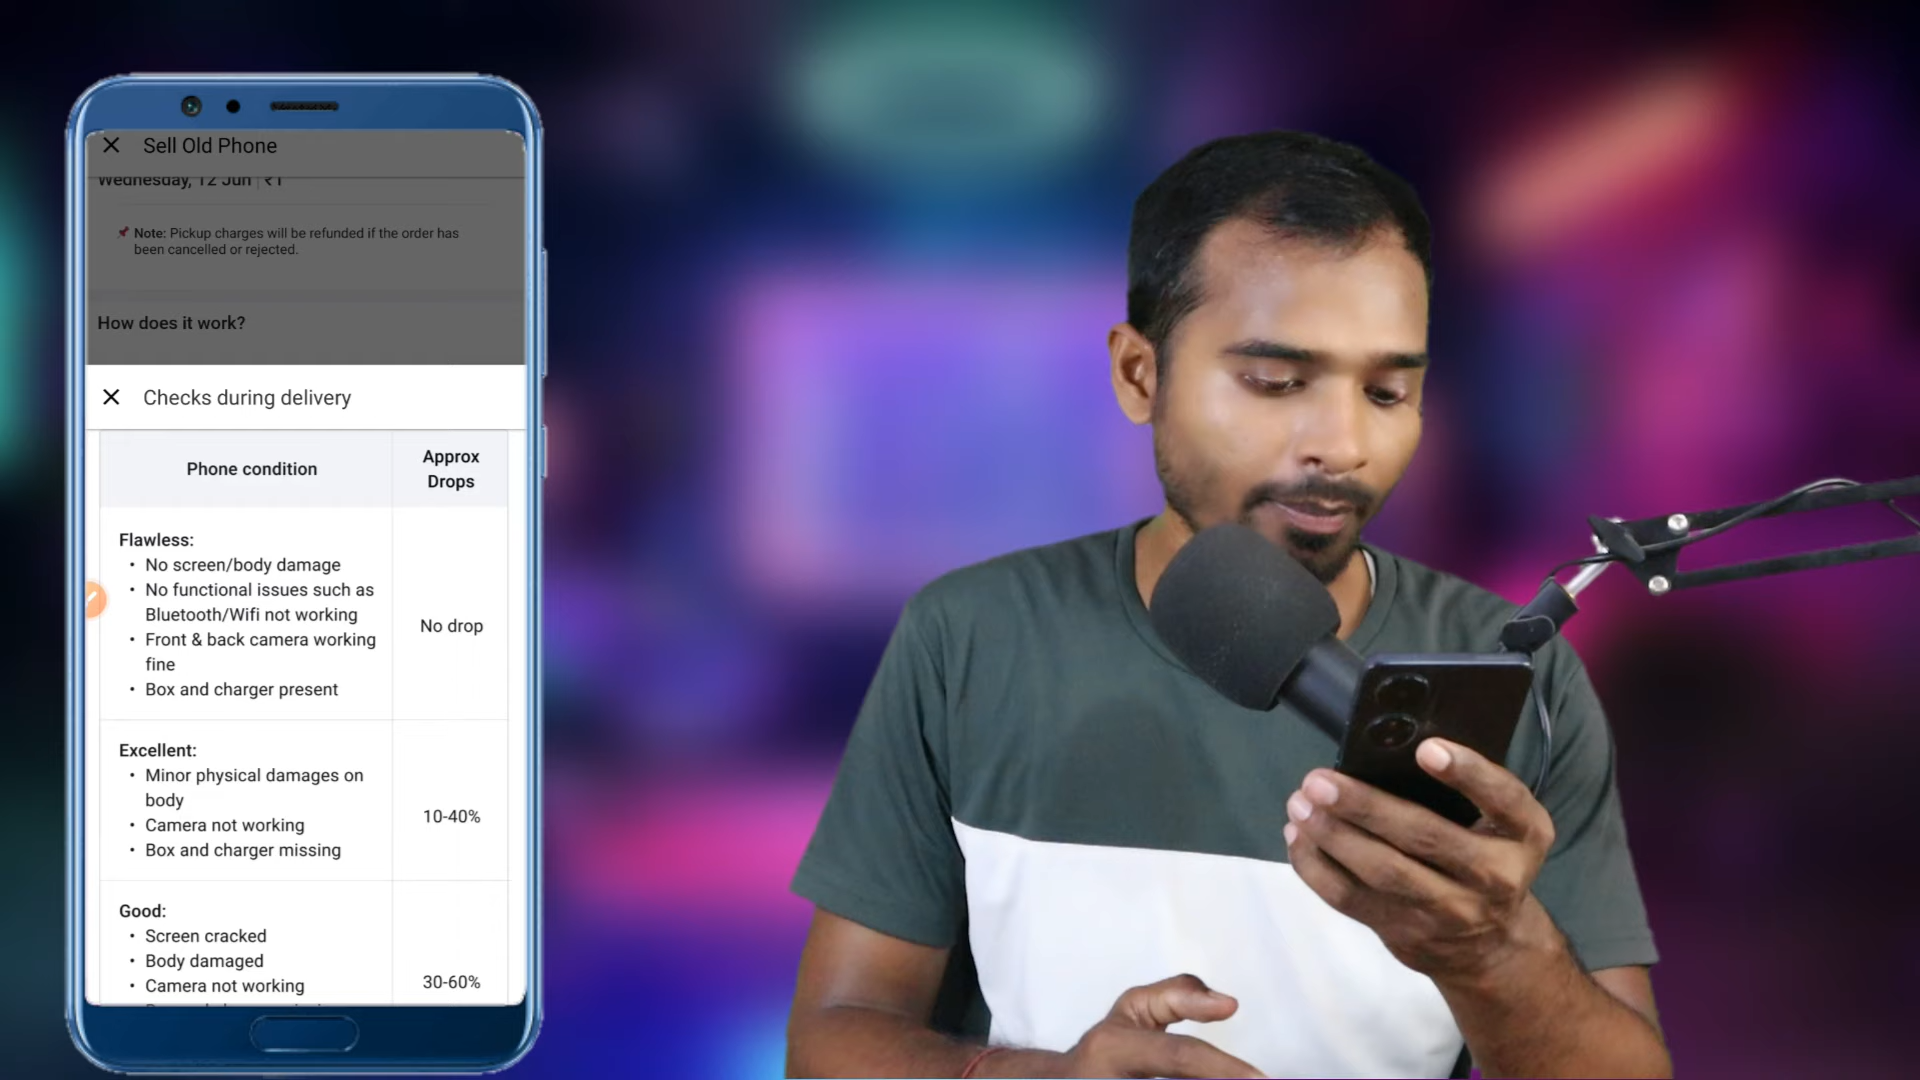 Sell Old Phone
Wednesday, 12 Jun | ₹1
Note: Pickup charges will be refunded if the order has
been cancelled or rejected.
How does it work?
Checks during delivery
Phone condition
Approx
Drops
Flawless:
• No screen/body damage
• No functional issues such as
Bluetooth/Wifi not working
• Front & back camera working
fine
• Box and charger present
No drop
Excellent:
• Minor physical damages on
body
• Camera not working
• Box and charger missing
10-40%
Good:
• Screen cracked
• Body damaged
• Camera not working
30-60%